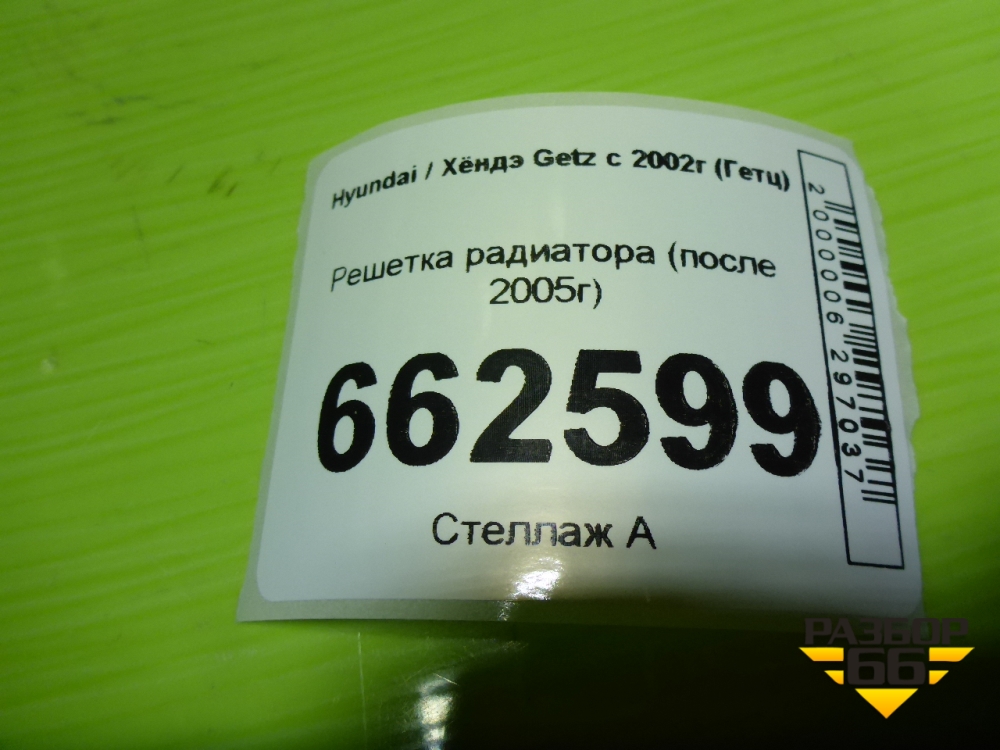 Hyundai / Хёндэ Getz с 2002г (Гетц)
Решетка радиатора (после
2005г)
662599
Стеллаж А
2000006297037
РАЗБОР
66